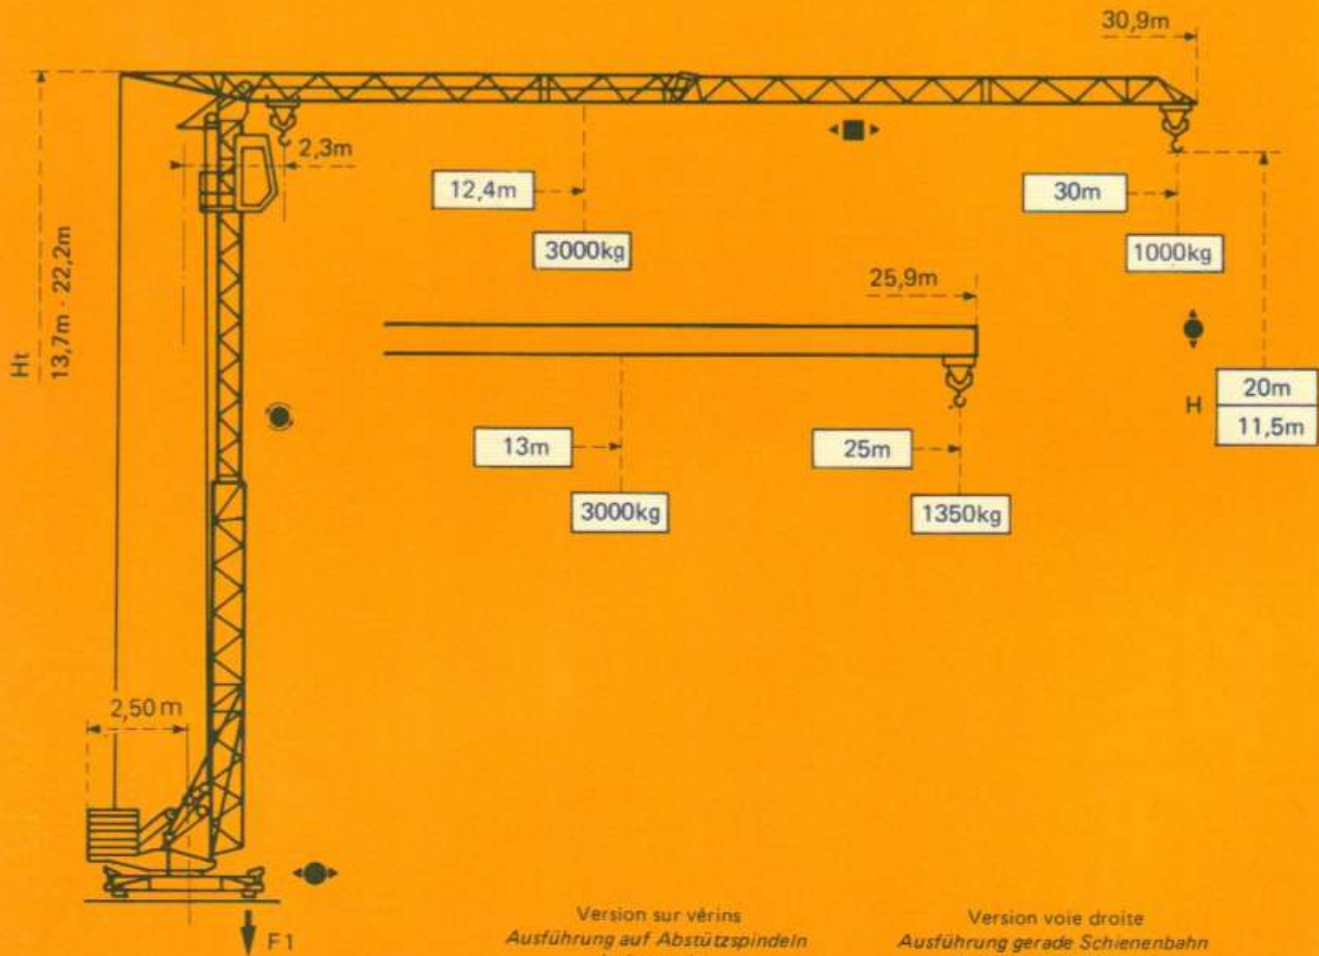 30,9m
2,3m
12,4m
30m
3000kg
1000kg
Ht
13,7m - 22,2m
25,9m
H
20m
11,5m
13m
25m
3000kg
1350kg
2,50 m
F1
Version sur vérins
Ausführung auf Abstützspindeln
Version voie droite
Ausführung gerade Schienenbahn